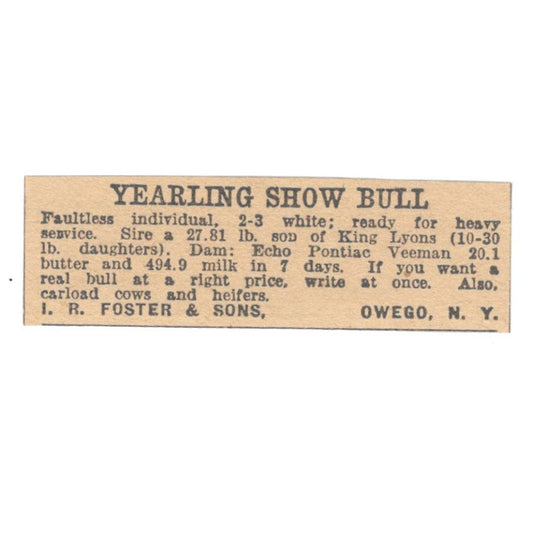 YEARLING SHOW BULL
Faultless individual, 2-3 white; ready for heavy
service. Sire a 27.81 lb. son of King Lyons (10-30
lb. daughters). Dam: Echo Pontiac Veeman 20.1
butter and 494.9 milk in 7 days. If you want a
real bull at a right price, write at once. Also,
carload cows and heifers.
I. R. FOSTER & SONS, OWEGO, N. Y.